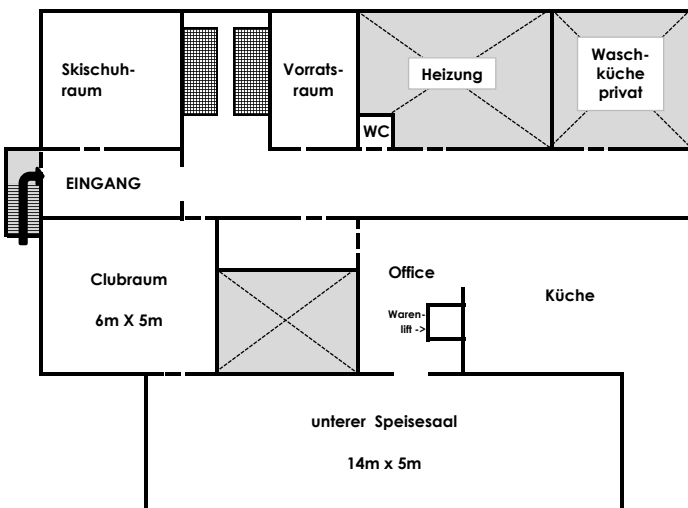 Skischuh-
raum
Vorrats-
raum
Heizung
Wasch-
küche
privat
WC
EINGANG
Clubraum
6m X 5m
Office
Waren-
lift ->
Küche
unterer Speisesaal
14m x 5m